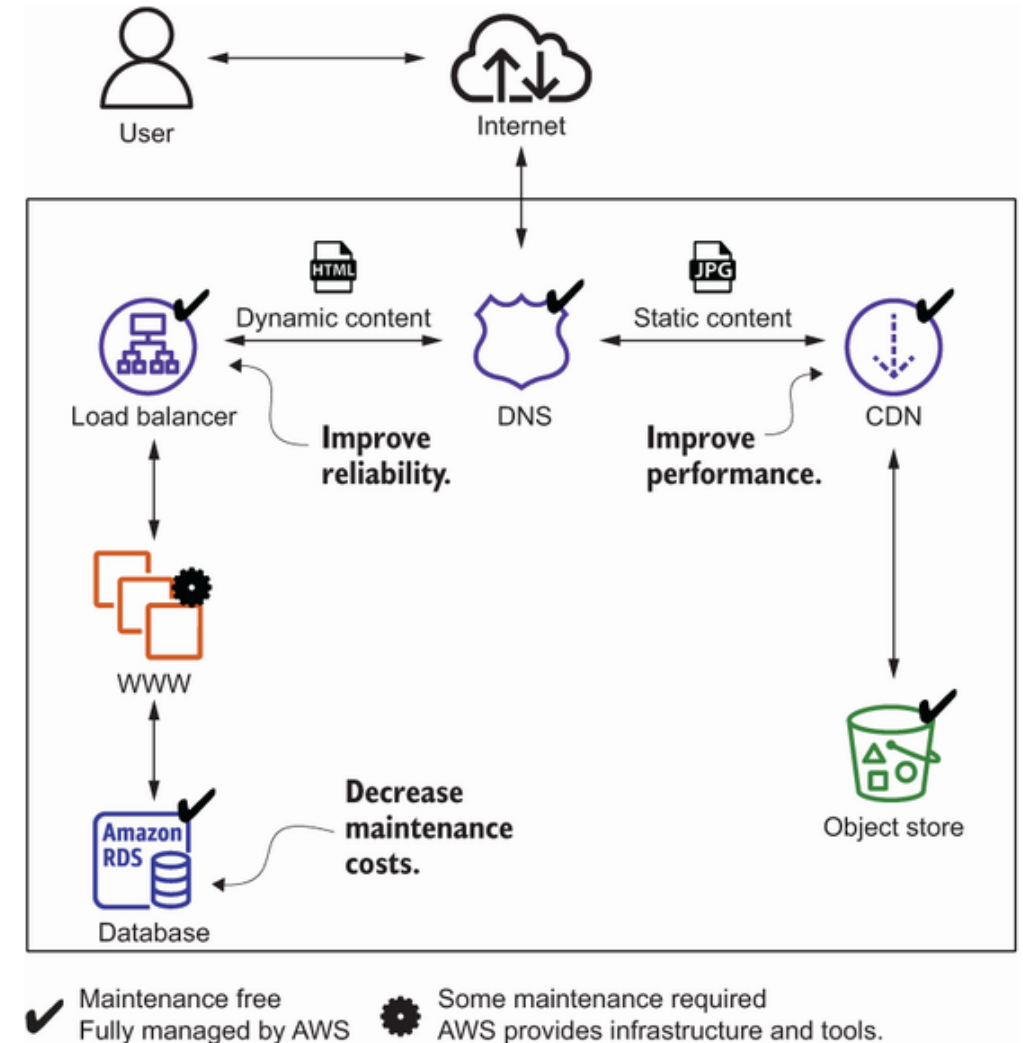 User
Internet
HTML
JPG
Dynamic content
Static content
Load balancer
DNS
CDN
Improve
reliability.
Improve
performance.
WWW
Amazon
RDS
Database
Decrease
maintenance
costs.
Object store
Maintenance free
Fully managed by AWS
Some maintenance required
AWS provides infrastructure and tools.